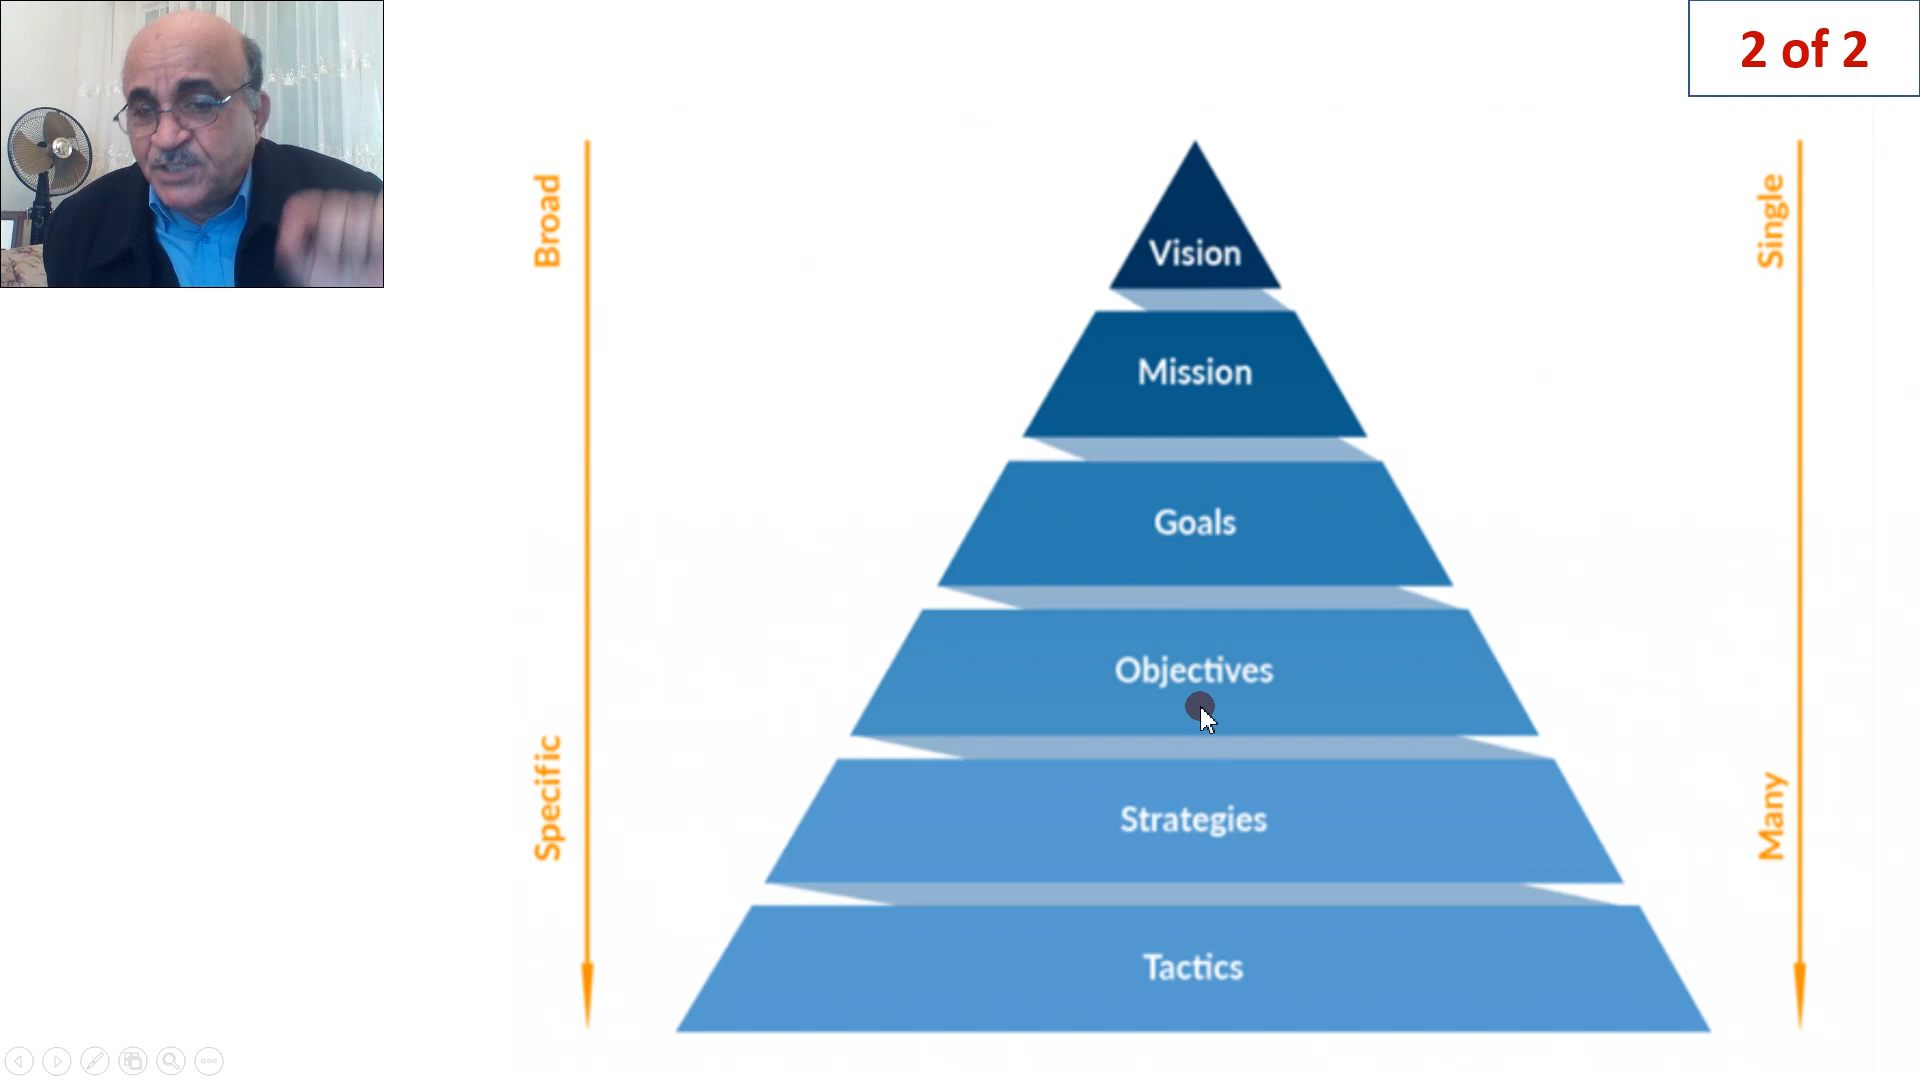 2 of 2
Broad
Single
Vision
Mission
Goals
Objectives
Specific
Many
Strategies
Tactics